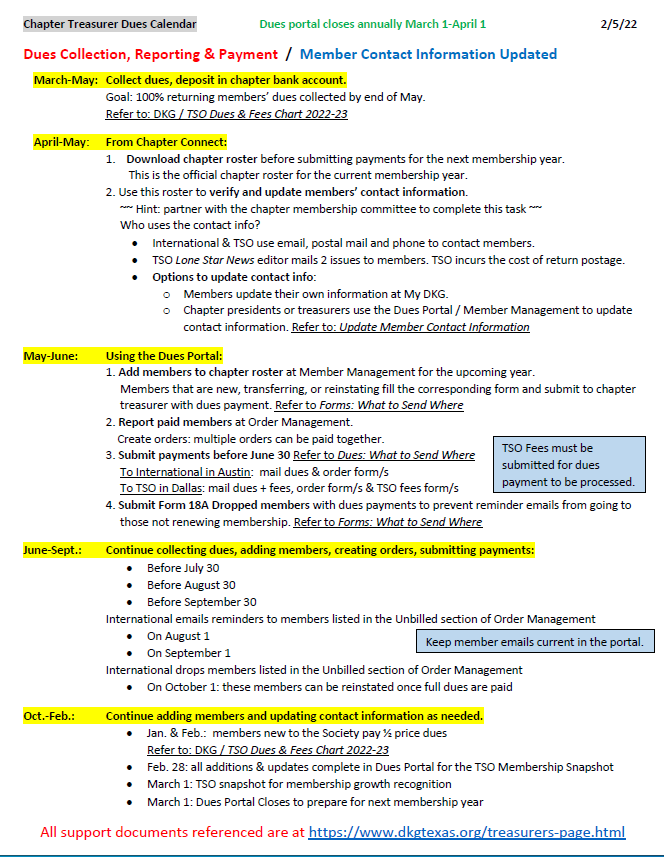 Chapter Treasurer Dues Calendar Dues portal closes annually March 1-April 1 2/5/22
Dues Collection, Reporting & Payment / Member Contact Information Updated
March-May: Collect dues, deposit in chapter bank account.
Goal: 100% returning members' dues collected by end of May.
Refer to: DKG / TSO Dues & Fees Chart 2022-23
April-May: From Chapter Connect:
1. Download chapter roster before submitting payments for the next membership year.
This is the official chapter roster for the current membership year.
2. Use this roster to verify and update members' contact information.
~~ Hint: partner with the chapter membership committee to complete this task ~~
Who uses the contact info?
• International & TSO use email, postal mail and phone to contact members.
• TSO Lone Star News editor mails 2 issues to members. TSO incurs the cost of return postage.
• Options to update contact info:
o Members update their own information at My DKG.
o Chapter presidents or treasurers use the Dues Portal / Member Management to update
contact information. Refer to: Update Member Contact Information
May-June: Using the Dues Portal:
1. Add members to chapter roster at Member Management for the upcoming year.
Members that are new, transferring, or reinstating fill the corresponding form and submit to chapter
treasurer with dues payment. Refer to Forms: What to Send Where
2. Report paid members at Order Management.
Create orders: multiple orders can be paid together.
3. Submit payments before June 30 Refer to Dues: What to Send Where
To International in Austin: mail dues & order form/s
To TSO in Dallas: mail dues + fees, order form/s & TSO fees form/s
TSO Fees must be
submitted for dues
payment to be processed.
4. Submit Form 18A Dropped members with dues payments to prevent reminder emails from going to
those not renewing membership. Refer to Forms: What to Send Where
June-Sept.: Continue collecting dues, adding members, creating orders, submitting payments:
• Before July 30
• Before August 30
• Before September 30
International emails reminders to members listed in the Unbilled section of Order Management
• On August 1
• On September 1
Keep member emails current in the portal.
International drops members listed in the Unbilled section of Order Management
• On October 1: these members can be reinstated once full dues are paid
Oct.-Feb.: Continue adding members and updating contact information as needed.
• Jan. & Feb.: members new to the Society pay ½ price dues
Refer to: DKG / TSO Dues & Fees Chart 2022-23
• Feb. 28: all additions & updates complete in Dues Portal for the TSO Membership Snapshot
• March 1: TSO snapshot for membership growth recognition
• March 1: Dues Portal Closes to prepare for next membership year
All support documents referenced are at https://www.dkgtexas.org/treasurers-page.html